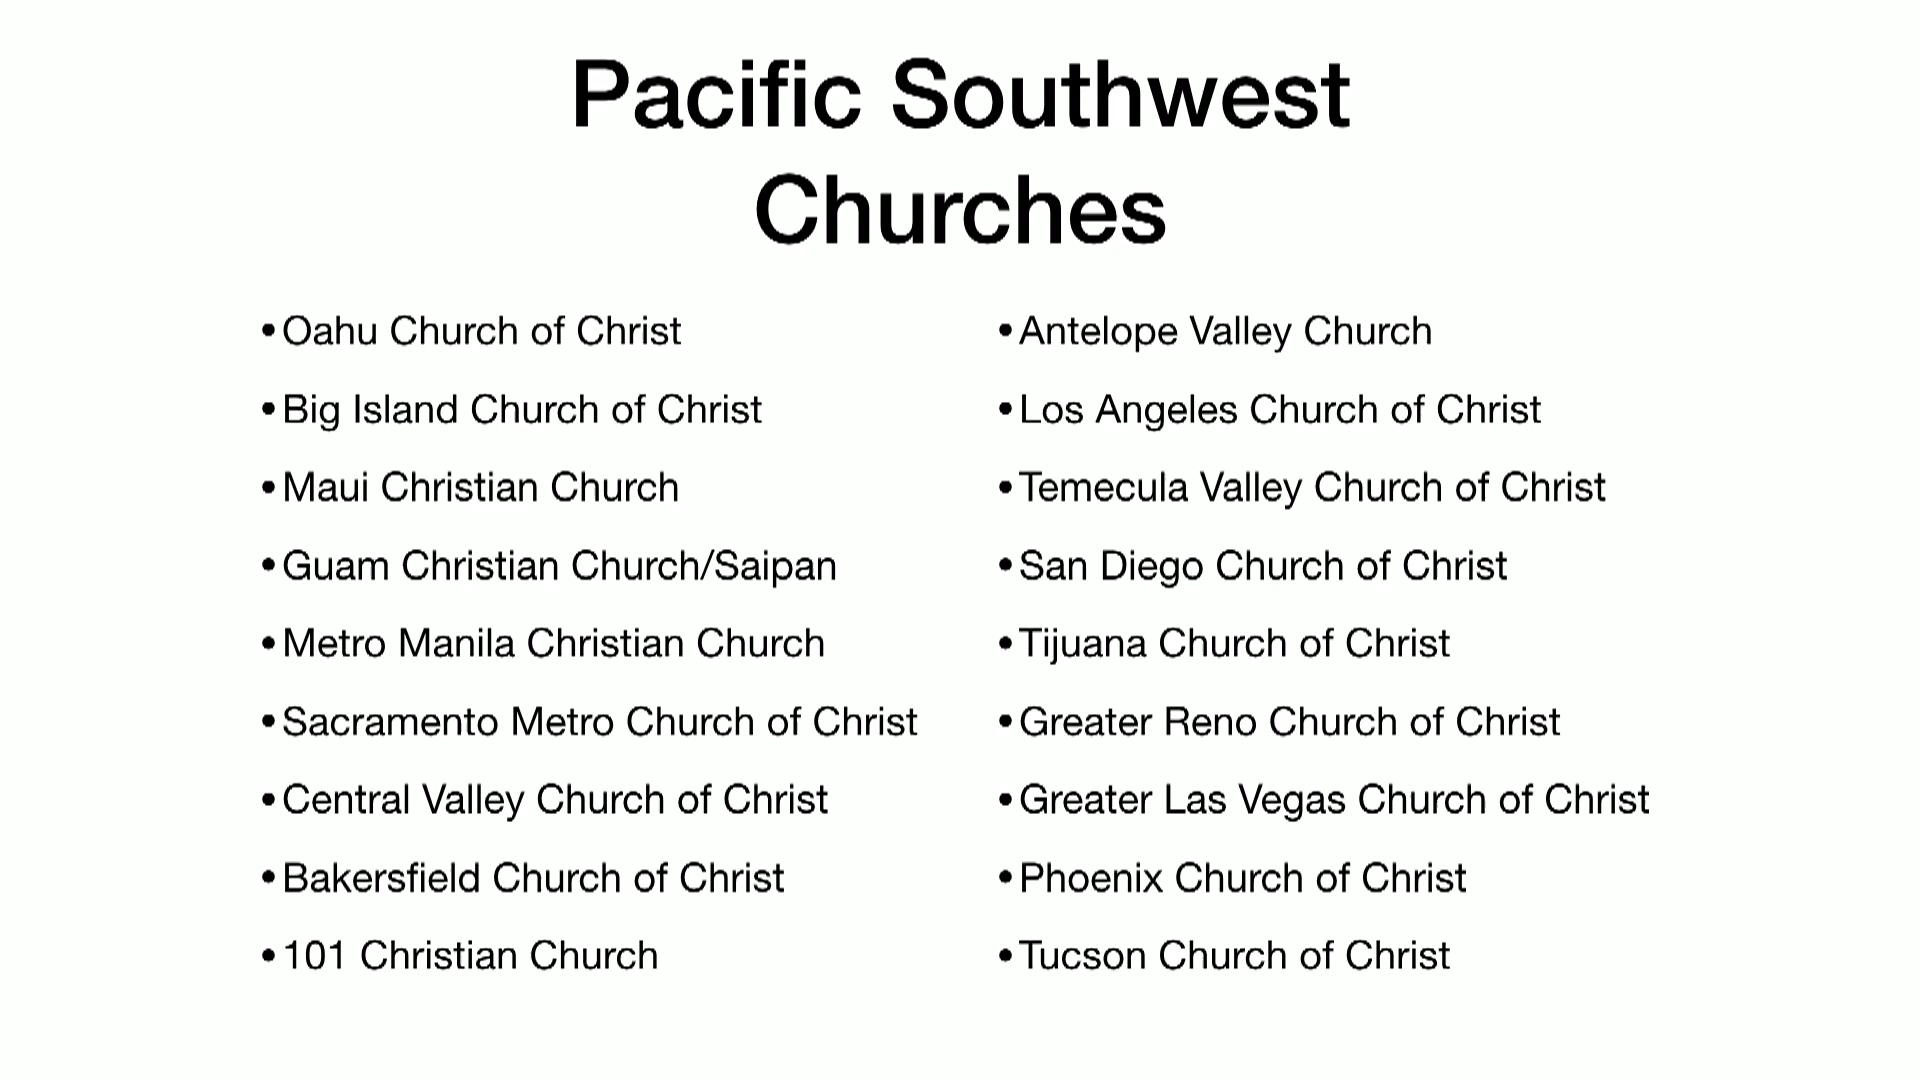 Pacific Southwest
Churches
• Oahu Church of Christ
• Big Island Church of Christ
• Maui Christian Church
• Guam Christian Church/Saipan
• Metro Manila Christian Church
• Sacramento Metro Church of Christ
• Central Valley Church of Christ
• Bakersfield Church of Christ
• 101 Christian Church
• Antelope Valley Church
• Los Angeles Church of Christ
• Temecula Valley Church of Christ
• San Diego Church of Christ
• Tijuana Church of Christ
• Greater Reno Church of Christ
• Greater Las Vegas Church of Christ
• Phoenix Church of Christ
• Tucson Church of Christ